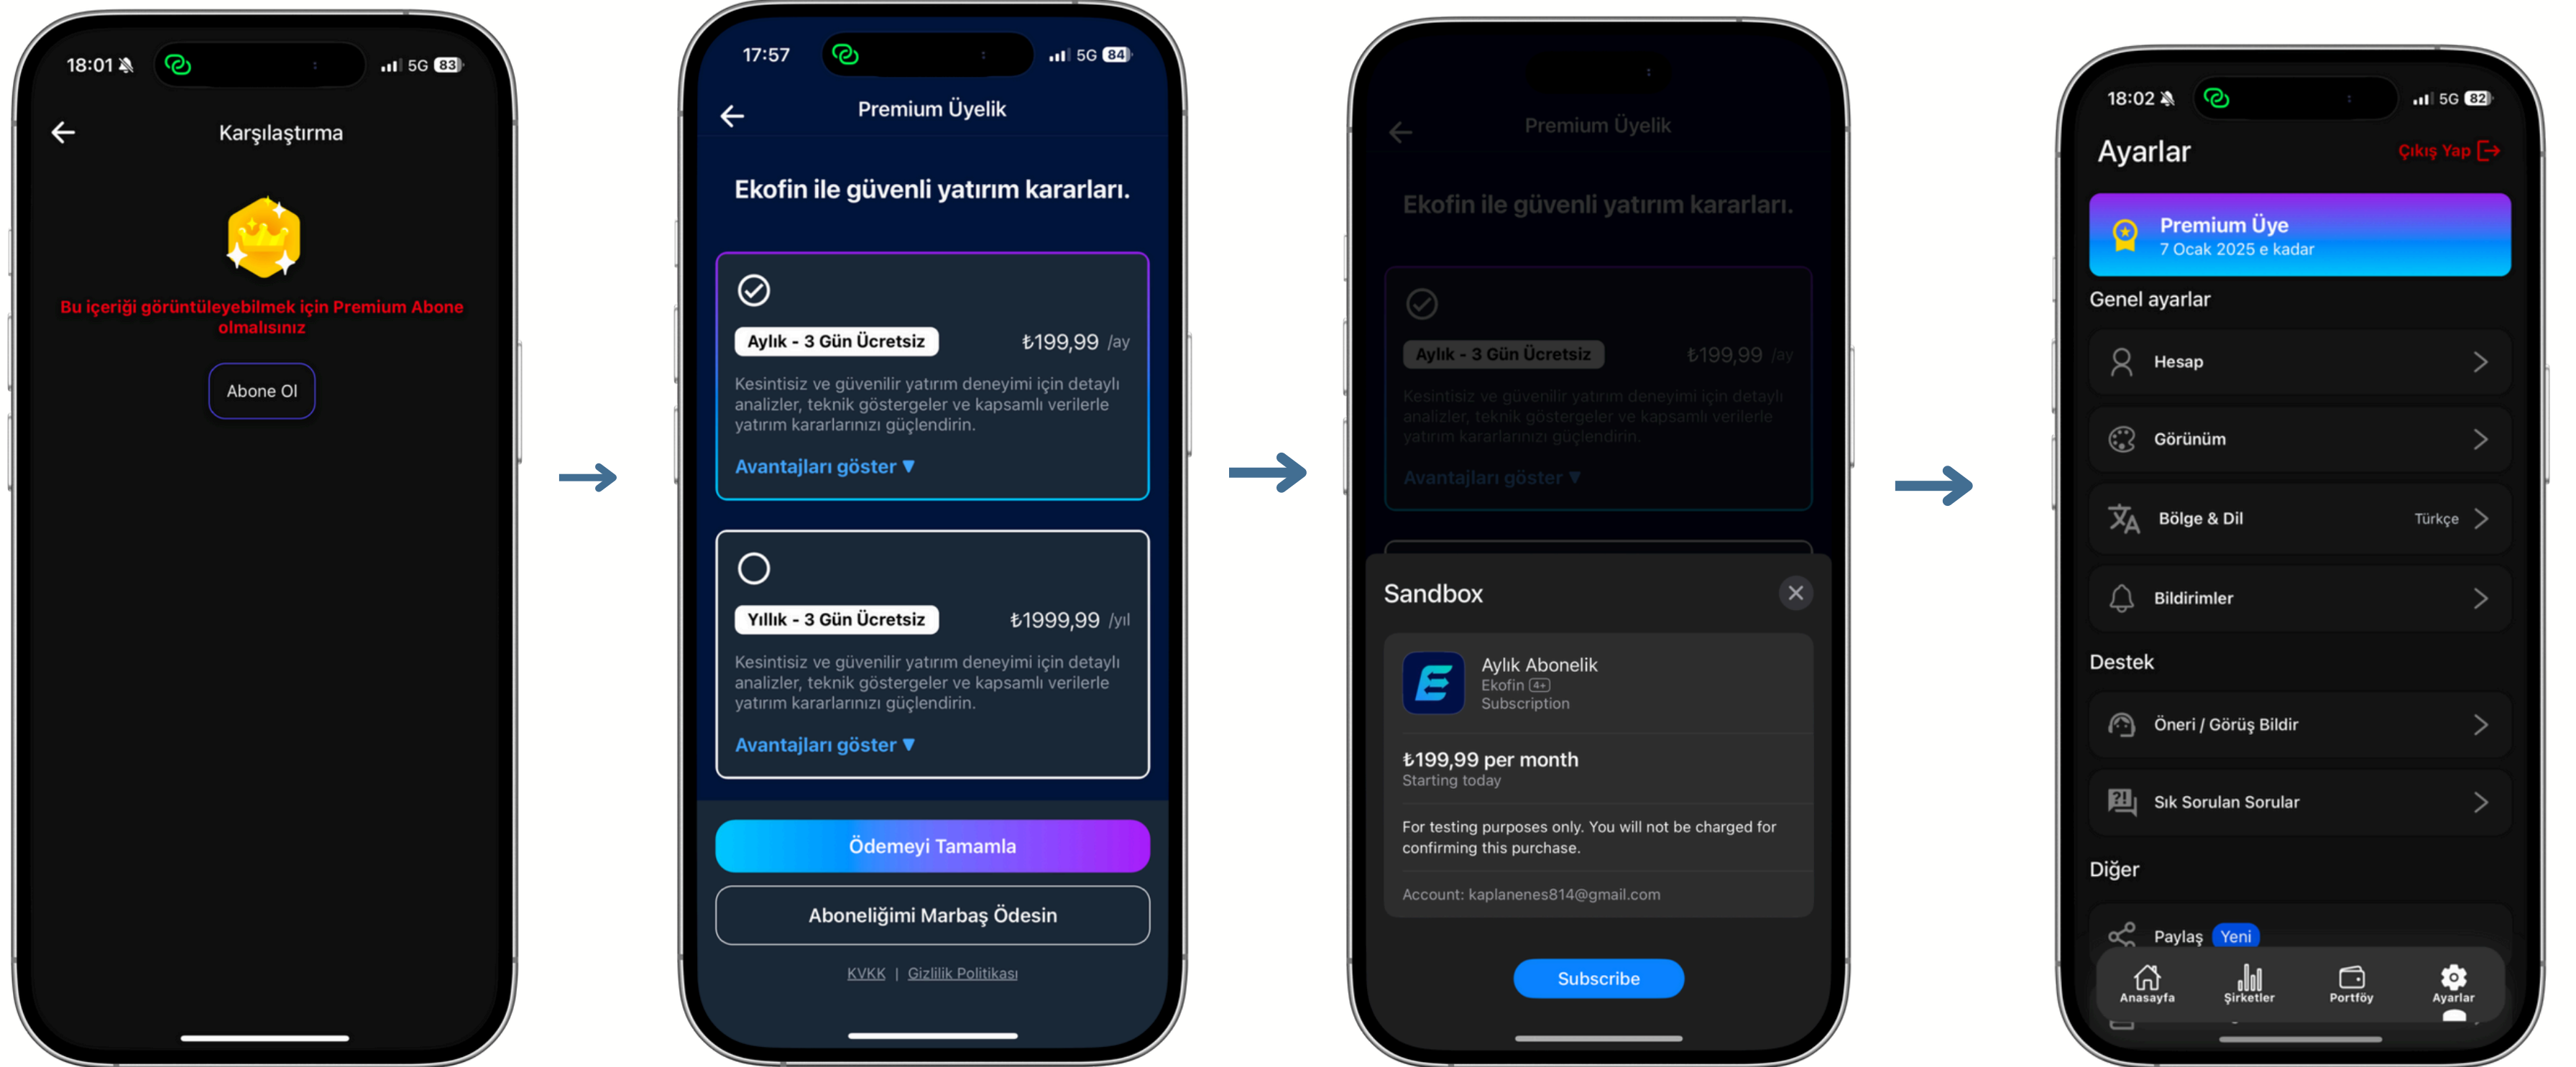 18:01
5G 83
Karşılaştırma
Bu içeriği görüntüleyebilmek için Premium Abone
olmalısınız
Abone Ol
17:57
5G 84
Premium Üyelik
Ekofin ile güvenli yatırım kararları.
Aylık - 3 Gün Ücretsiz
₺199,99 /ay
Kesintisiz ve güvenilir yatırım deneyimi için detaylı
analizler, teknik göstergeler ve kapsamlı verilerle
yatırım kararlarınızı güçlendirin.
Avantajları göster ▼
Yıllık - 3 Gün Ücretsiz
₺1999,99 /yıl
Kesintisiz ve güvenilir yatırım deneyimi için detaylı
analizler, teknik göstergeler ve kapsamlı verilerle
yatırım kararlarınızı güçlendirin.
Avantajları göster ▼
Ödemeyi Tamamla
Aboneliğimi Marbaş Ödesin
KVKK | Gizlilik Politikası
Premium Üyelik
Ekofin ile güvenli yatırım kararları.
Aylık - 3 Gün Ücretsiz
₺199,99 /ay
Kesintisiz ve güvenilir yatırım deneyimi için detaylı
analizler, teknik göstergeler ve kapsamlı verilerle
yatırım kararlarınızı güçlendirin.
Avantajları göster ▼
Sandbox
Aylık Abonelik
Ekofin 4+
Subscription
₺199,99 per month
Starting today
For testing purposes only. You will not be charged for
confirming this purchase.
Account: kaplanenes814@gmail.com
Subscribe
18:02
5G 82
Ayarlar
Çıkış Yap
Premium Üye
7 Ocak 2025 e kadar
Genel ayarlar
Hesap
Görünüm
Bölge & Dil
Türkçe
Bildirimler
Destek
Öneri / Görüş Bildir
Sık Sorulan Sorular
Diğer
Paylaş Yeni
Anasayfa
Şirketler
Portföy
Ayarlar